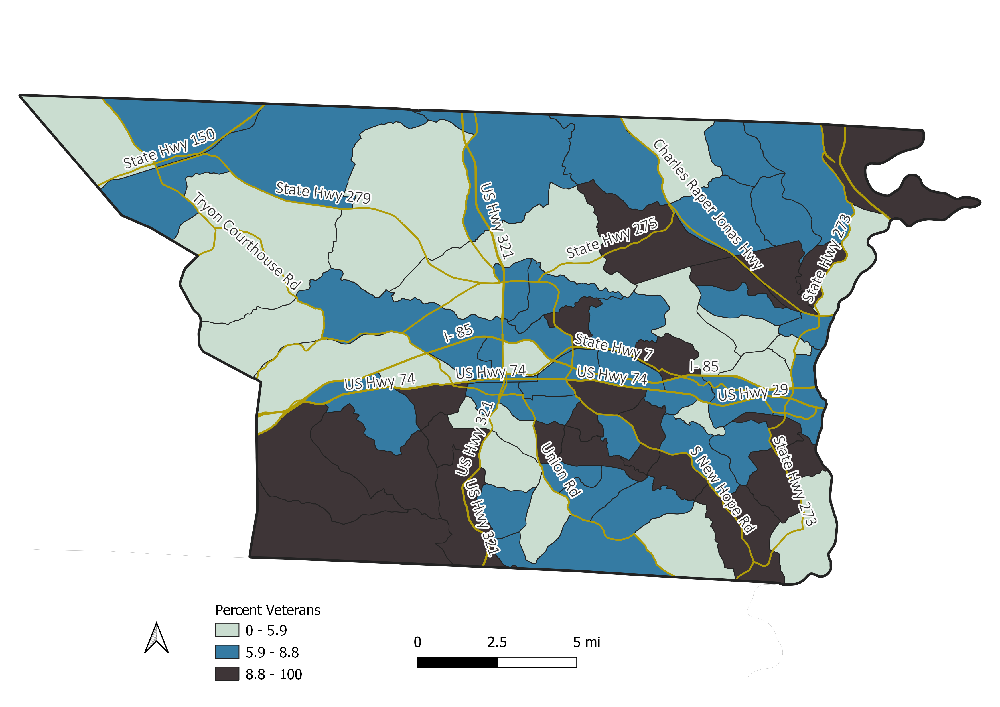 State Hwy 150
Charles Raper Jonas Hwy
State Hwy 279
US Hwy 321
Tryon Courthouse Rd
State Hwy 275
State Hwy 273
I- 85
State Hwy 7
I- 85
US Hwy 74
US Hwy 74
US Hwy 74
US Hwy 29
US Hwy 321
Union Rd
S New Hope Rd
State Hwy 273
US Hwy 321
Percent Veterans
0 - 5.9
5.9 - 8.8
8.8 - 100
0 2.5 5 mi